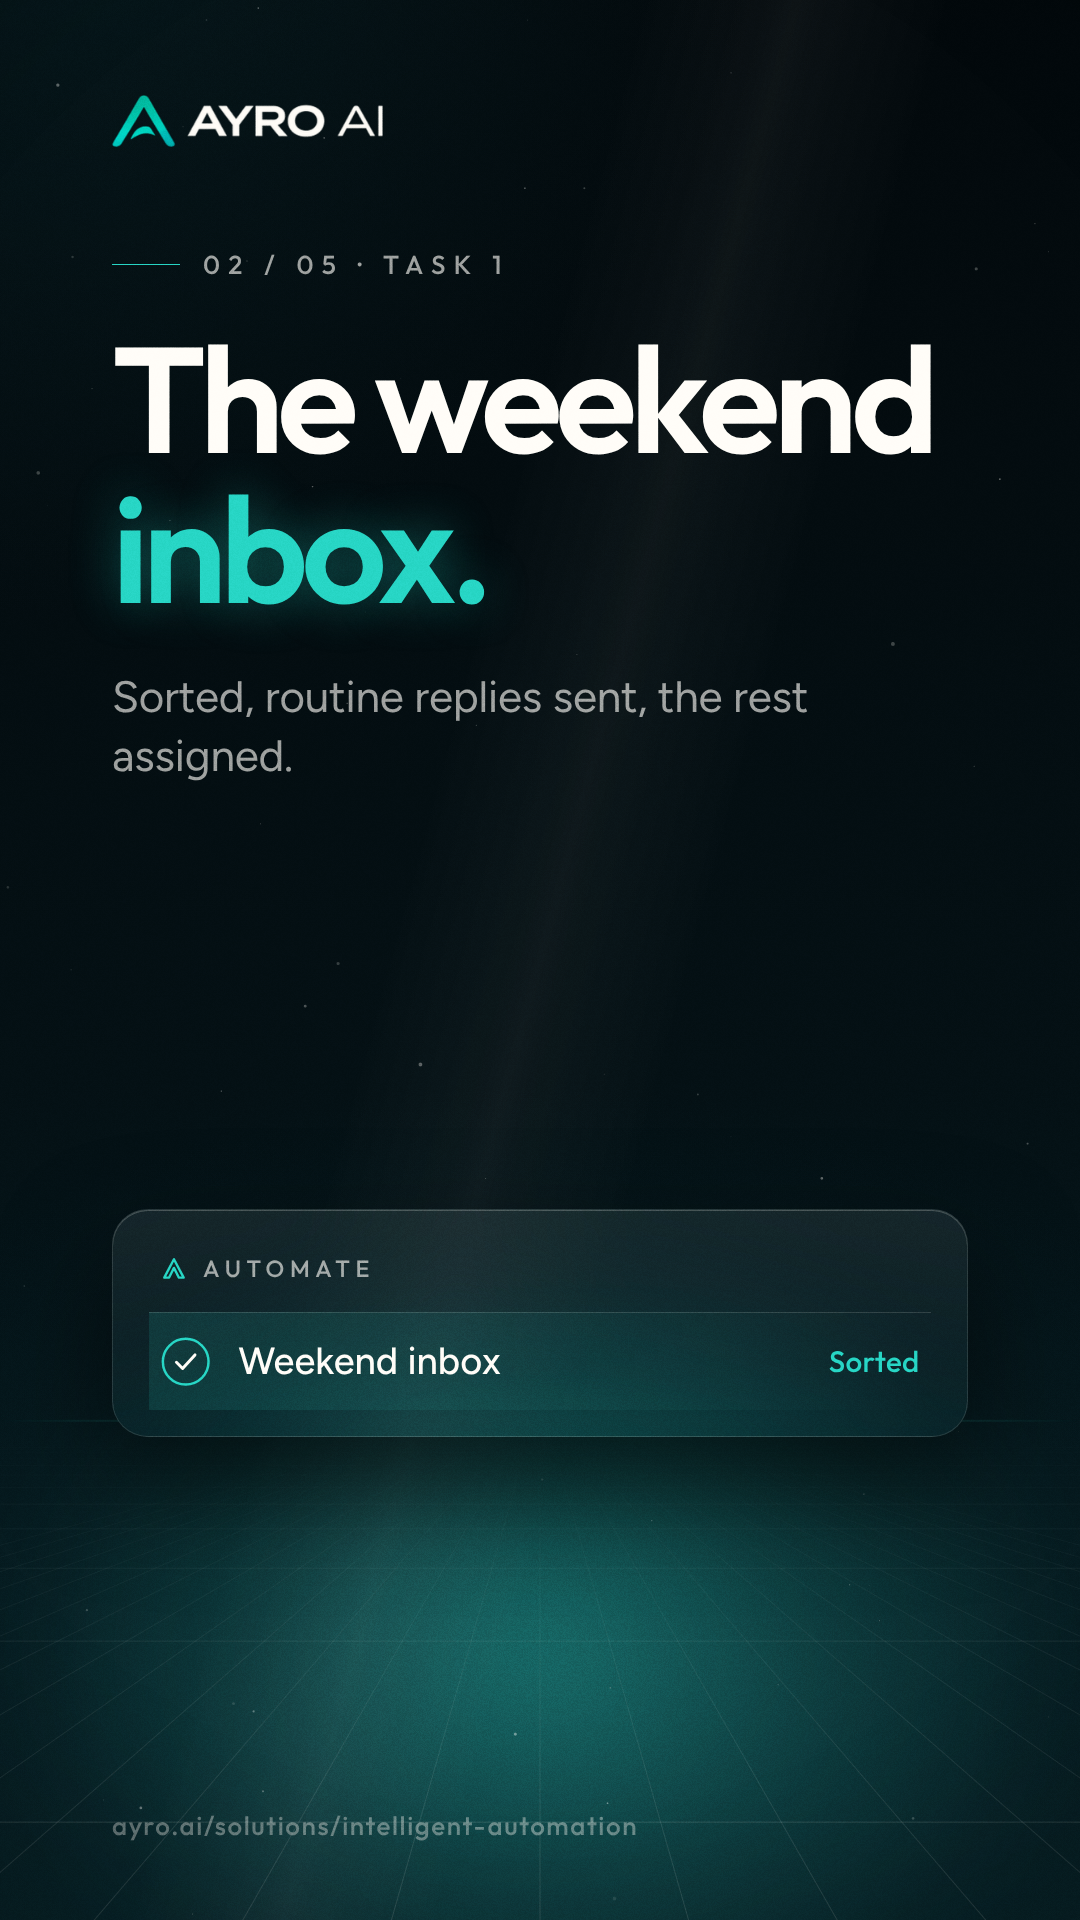 AYRO AI
02 / 05 · TASK 1
The weekend
inbox.
Sorted, routine replies sent, the rest
assigned.
AUTOMATE
Weekend inbox
Sorted
ayro.ai/solutions/intelligent-automation